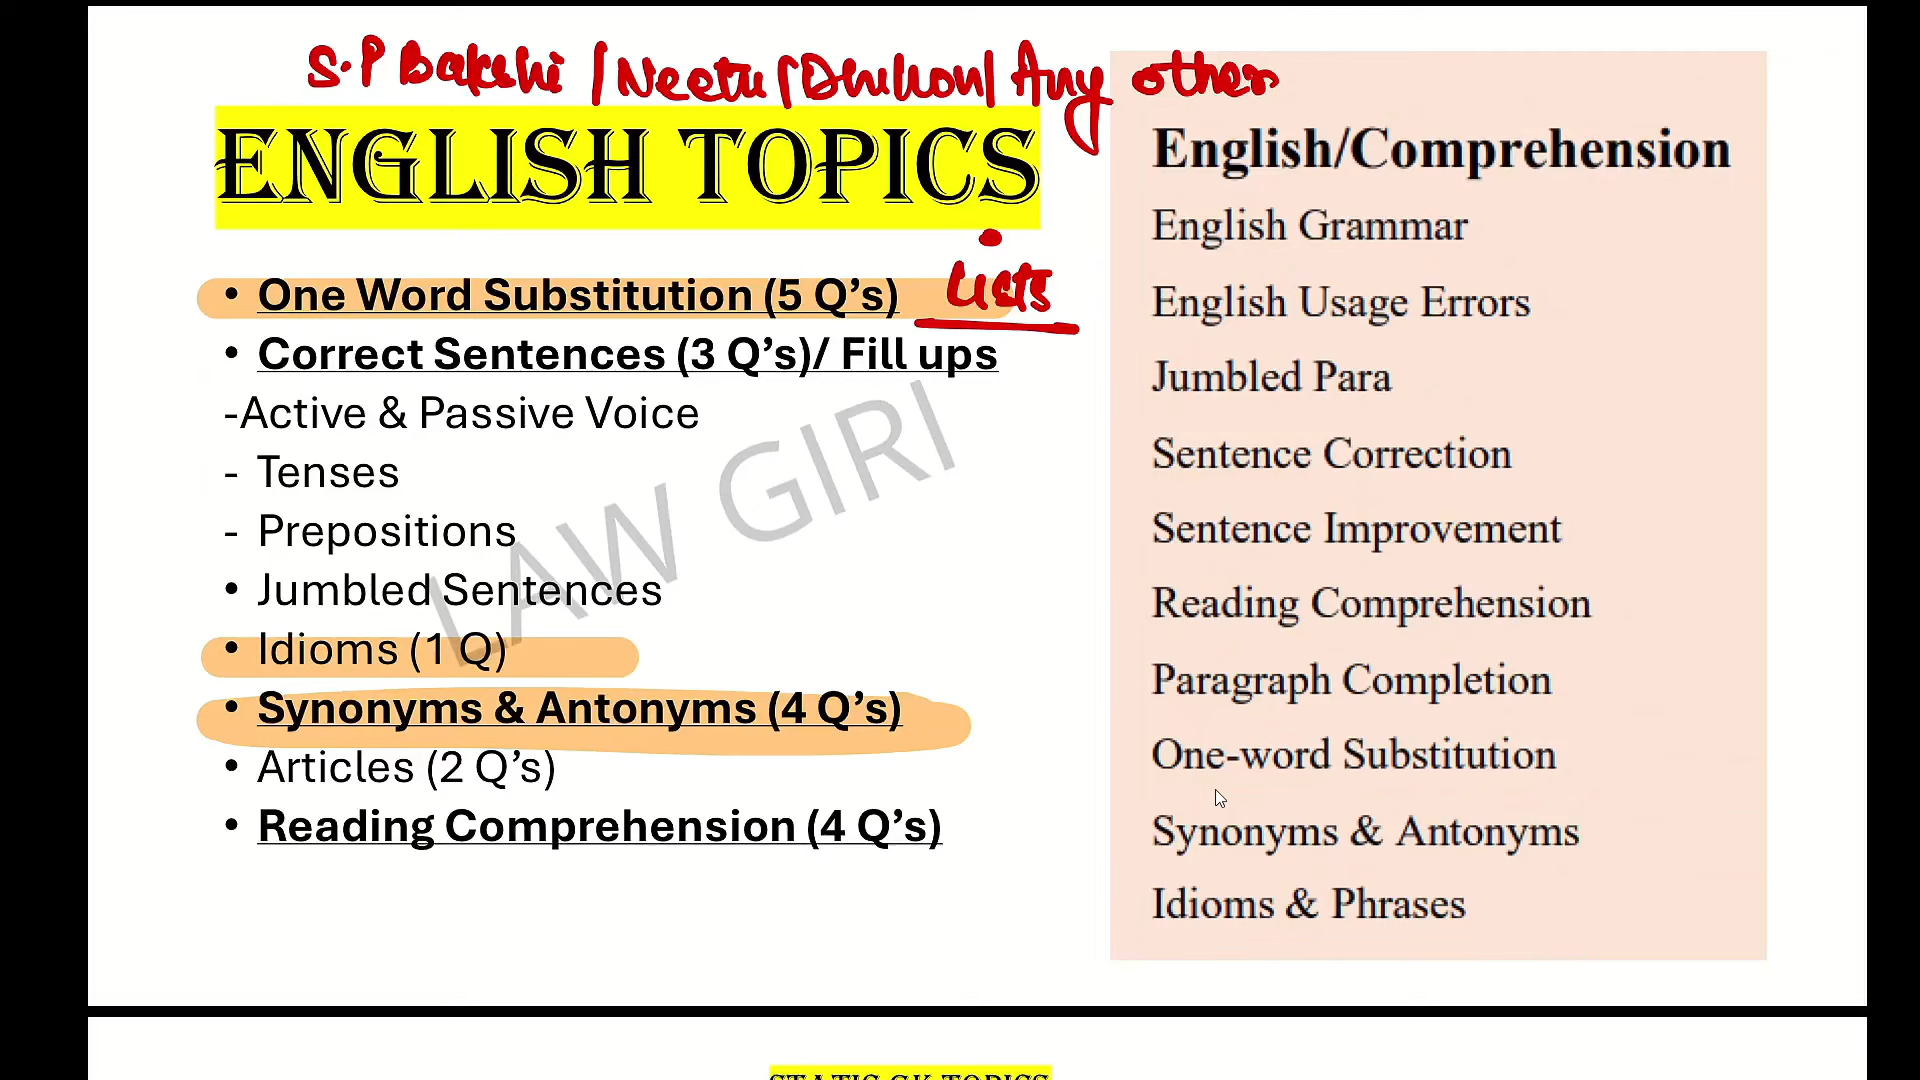 S.P Bakshi / Neetu / Dhillon / Any other
ENGLISH TOPICS
Lists
• One Word Substitution (5 Q’s)
• Correct Sentences (3 Q’s)/ Fill ups
-Active & Passive Voice
- Tenses
- Prepositions
• Jumbled Sentences
• Idioms (1 Q)
• Synonyms & Antonyms (4 Q’s)
• Articles (2 Q’s)
• Reading Comprehension (4 Q’s)
LAW GIRI
English/Comprehension
English Grammar
English Usage Errors
Jumbled Para
Sentence Correction
Sentence Improvement
Reading Comprehension
Paragraph Completion
One-word Substitution
Synonyms & Antonyms
Idioms & Phrases
STATIC GK TOPICS